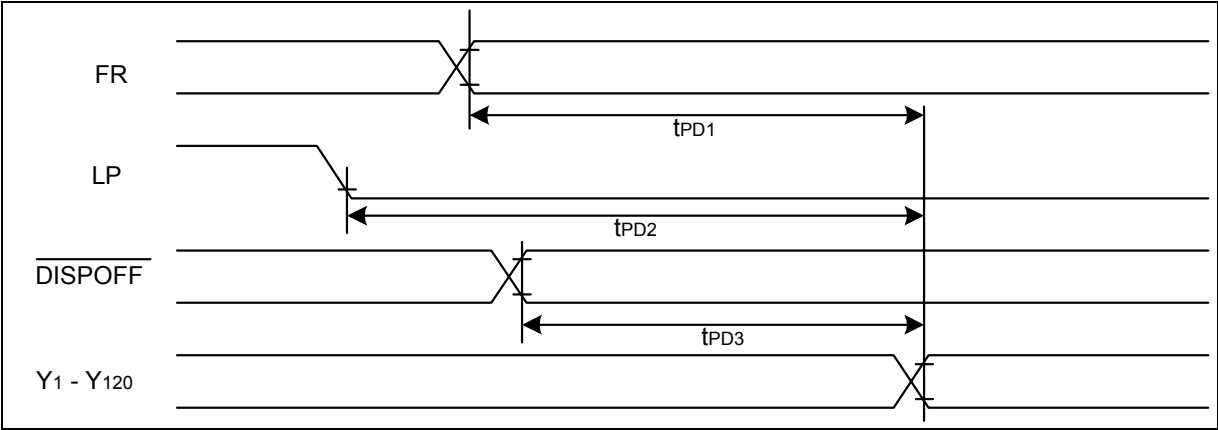 FR
tPD1
LP
tPD2
DISPOFF
tPD3
Y1 - Y120